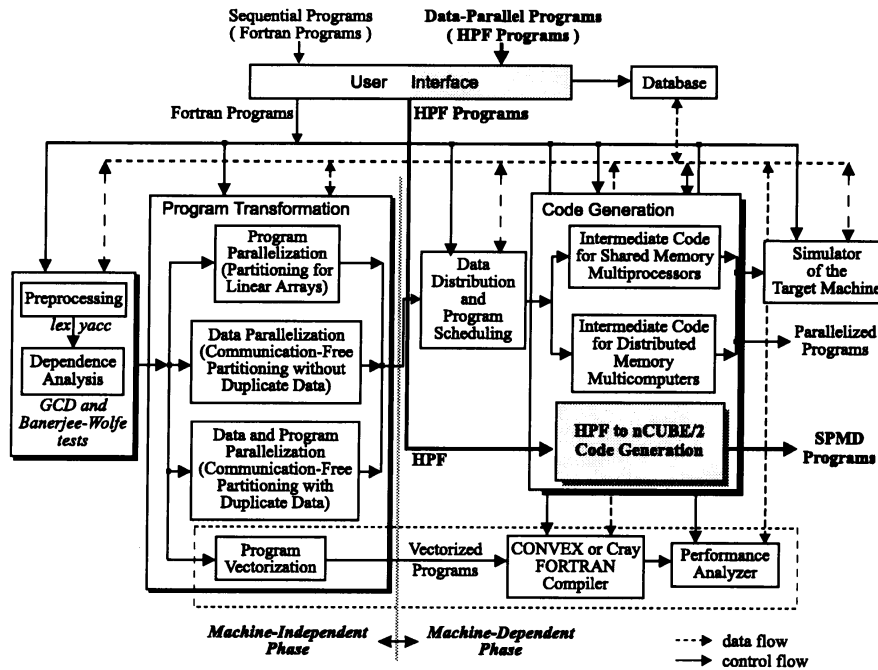 Sequential Programs
( Fortran Programs )
Data-Parallel Programs
( HPF Programs )
User Interface
Database
Fortran Programs
HPF Programs
Program Transformation
Code Generation
Program
Parallelization
(Partitioning for
Linear Arrays)
Data
Distribution
and
Program
Scheduling
Intermediate Code
for Shared Memory
Multiprocessors
Simulator
of the
Target Machine
Preprocessing
lex, yacc
Dependence
Analysis
GCD and
Banerjee-Wolfe
tests
Data Parallelization
(Communication-Free
Partitioning without
Duplicate Data)
Intermediate Code
for Distributed
Memory
Multicomputers
Parallelized
Programs
Data and Program
Parallelization
(Communication-Free
Partitioning with
Duplicate Data)
HPF
HPF to nCUBE/2
Code Generation
SPMD
Programs
Program
Vectorization
Vectorized
Programs
CONVEX or Cray
FORTRAN
Compiler
Performance
Analyzer
Machine-Independent
Phase
Machine-Dependent
Phase
data flow
control flow